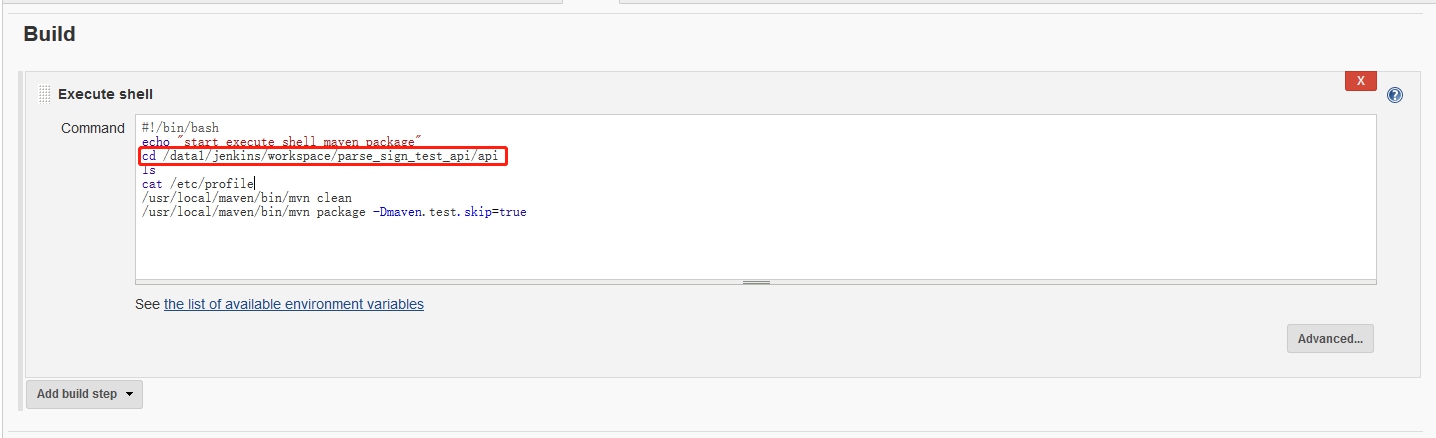 Build
Execute shell
X
?
Command
#!/bin/bash
echo "start execute shell maven package"
cd /data1/jenkins/workspace/parse_sign_test_api/api
ls
cat /etc/profile
/usr/local/maven/bin/mvn clean
/usr/local/maven/bin/mvn package -Dmaven.test.skip=true
See the list of available environment variables
Advanced...
Add build step